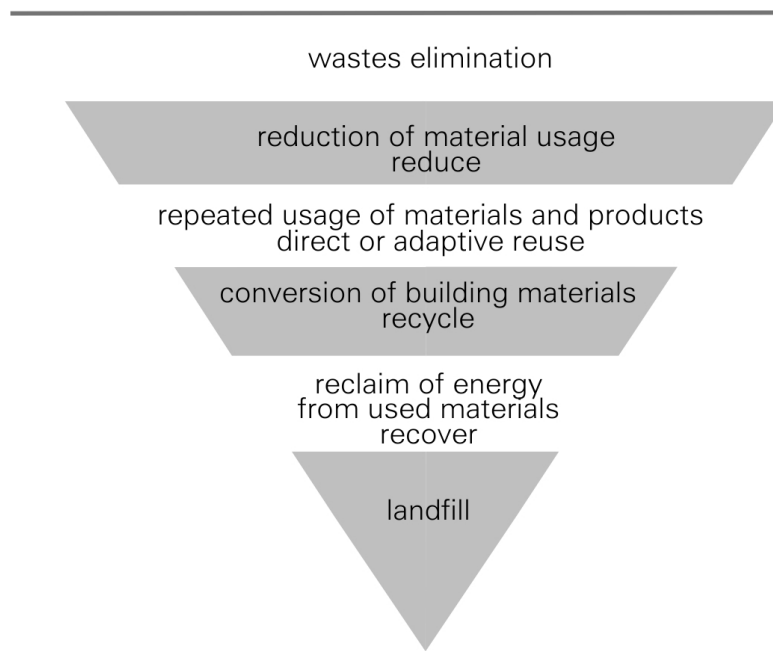 wastes elimination
reduction of material usage
reduce
repeated usage of materials and products
direct or adaptive reuse
conversion of building materials
recycle
reclaim of energy
from used materials
recover
landfill